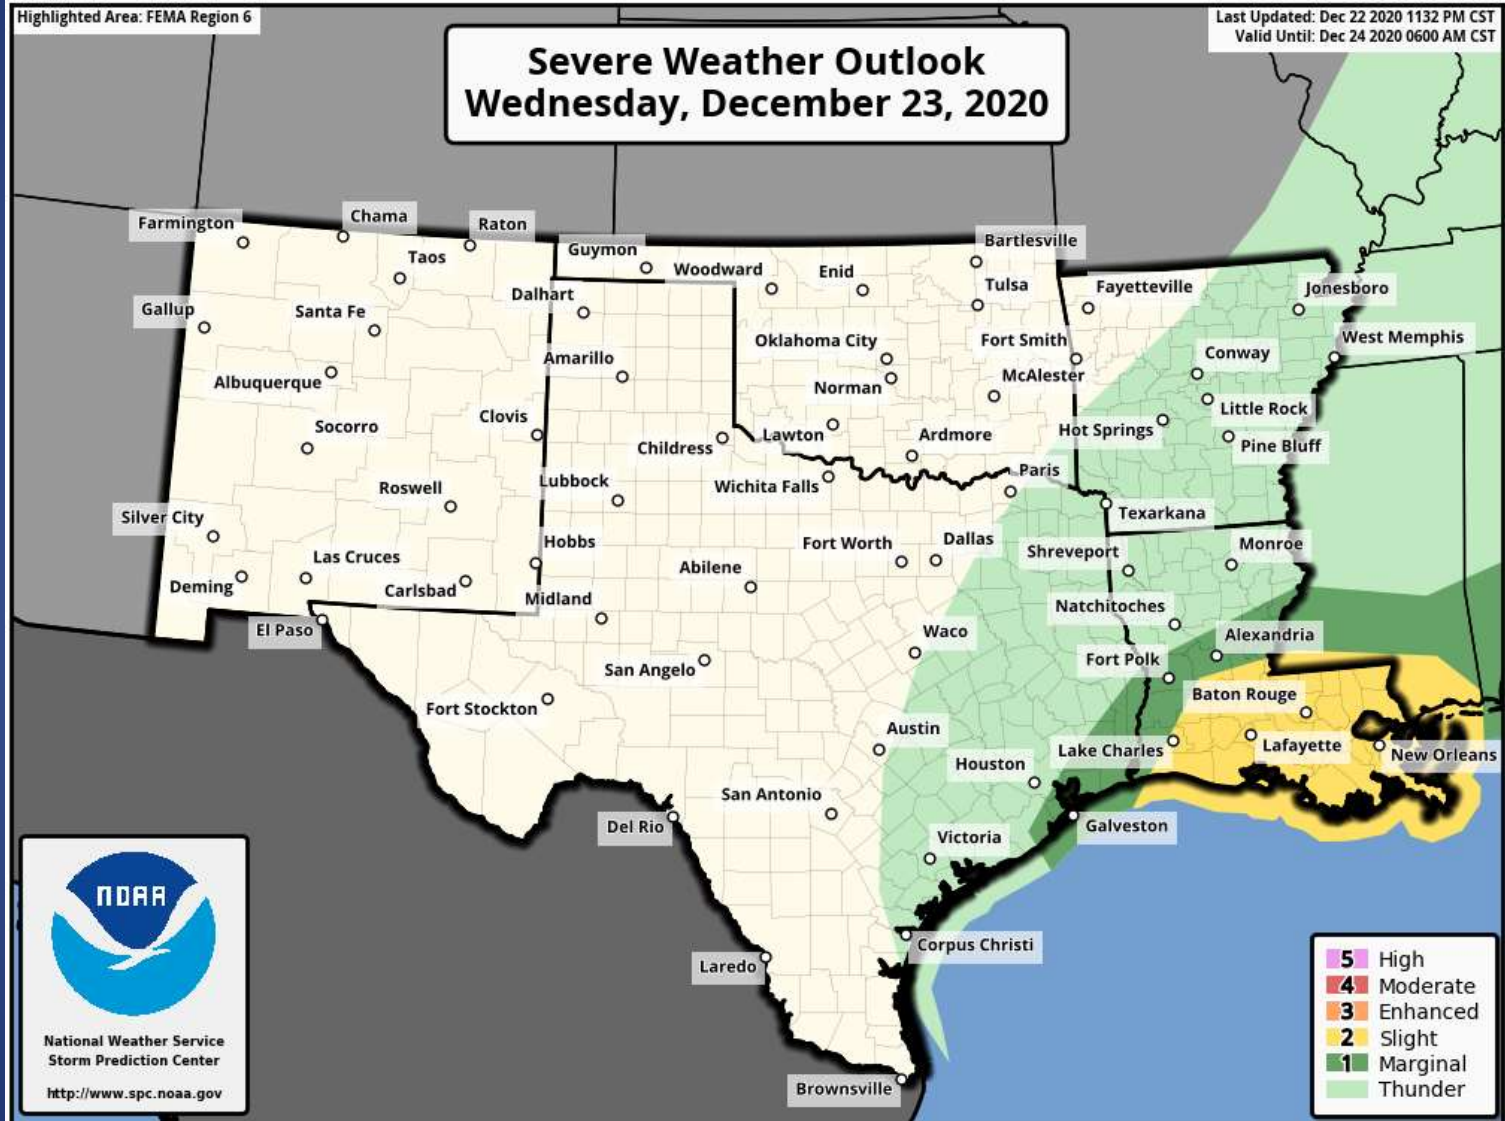 Highlighted Area: FEMA Region 6
Last Updated: Dec 22 2020 1132 PM CST
Valid Until: Dec 24 2020 0600 AM CST
Severe Weather Outlook
Wednesday, December 23, 2020
Farmington
Chama
Raton
Taos
Guymon
Woodward
Enid
Bartlesville
Tulsa
Fayetteville
Jonesboro
Gallup
Santa Fe
Dalhart
Oklahoma City
Fort Smith
West Memphis
Albuquerque
Amarillo
Norman
McAlester
Conway
Socorro
Clovis
Childress
Lawton
Ardmore
Hot Springs
Little Rock
Pine Bluff
Roswell
Lubbock
Wichita Falls
Paris
Texarkana
Silver City
Las Cruces
Hobbs
Fort Worth
Dallas
Shreveport
Monroe
Deming
Carlsbad
Midland
Abilene
Natchitoches
El Paso
San Angelo
Waco
Fort Polk
Alexandria
Fort Stockton
Austin
Baton Rouge
Lake Charles
Lafayette
New Orleans
Houston
San Antonio
Del Rio
Victoria
Galveston
Corpus Christi
Laredo
Brownsville
NOAA
National Weather Service
Storm Prediction Center
http://www.spc.noaa.gov
5 High
4 Moderate
3 Enhanced
2 Slight
1 Marginal
Thunder